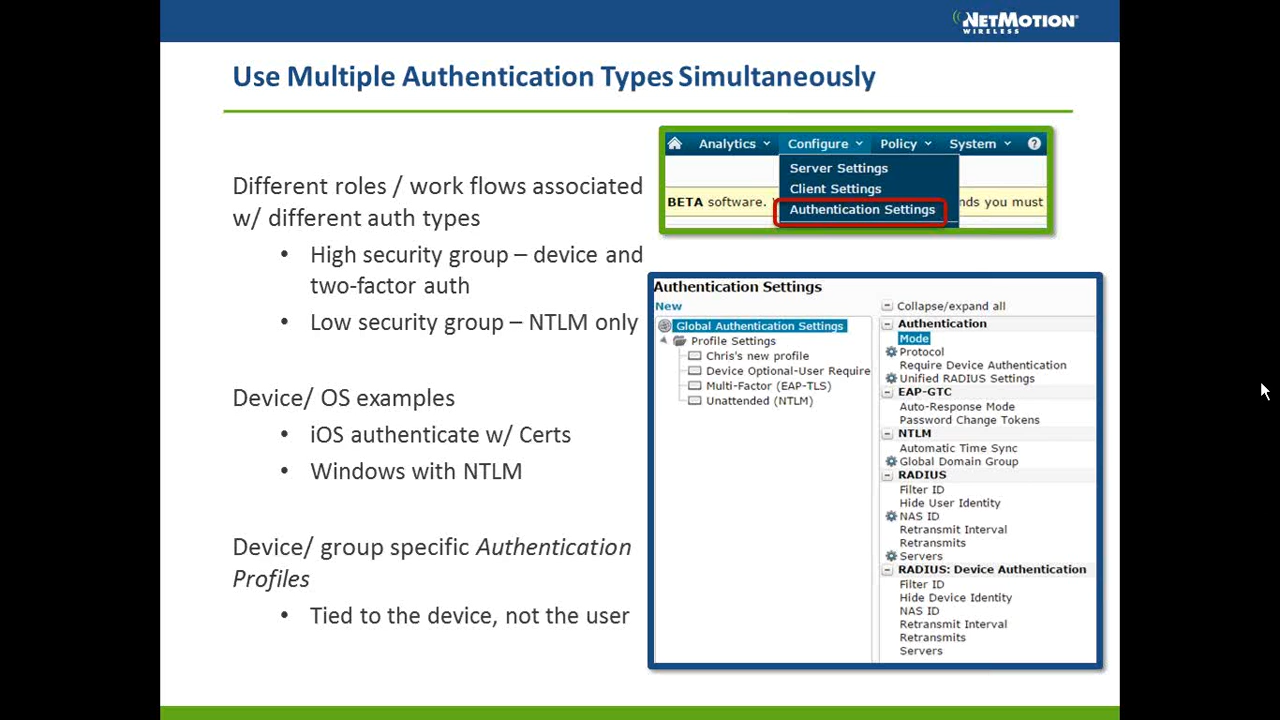 NETMOTION
WIRELESS
Use Multiple Authentication Types Simultaneously
Different roles / work flows associated
w/ different auth types
• High security group – device and
two-factor auth
• Low security group – NTLM only
Device/ OS examples
• iOS authenticate w/ Certs
• Windows with NTLM
Device/ group specific Authentication
Profiles
• Tied to the device, not the user
Analytics Configure Policy System ?
Server Settings
Client Settings
BETA software. nds you must
Authentication Settings
Authentication Settings
New
Global Authentication Settings
Profile Settings
Chris's new profile
Device Optional-User Require
Multi-Factor (EAP-TLS)
Unattended (NTLM)
Collapse/expand all
Authentication
Mode
Protocol
Require Device Authentication
Unified RADIUS Settings
EAP-GTC
Auto-Response Mode
Password Change Tokens
NTLM
Automatic Time Sync
Global Domain Group
RADIUS
Filter ID
Hide User Identity
NAS ID
Retransmit Interval
Retransmits
Servers
RADIUS: Device Authentication
Filter ID
Hide Device Identity
NAS ID
Retransmit Interval
Retransmits
Servers